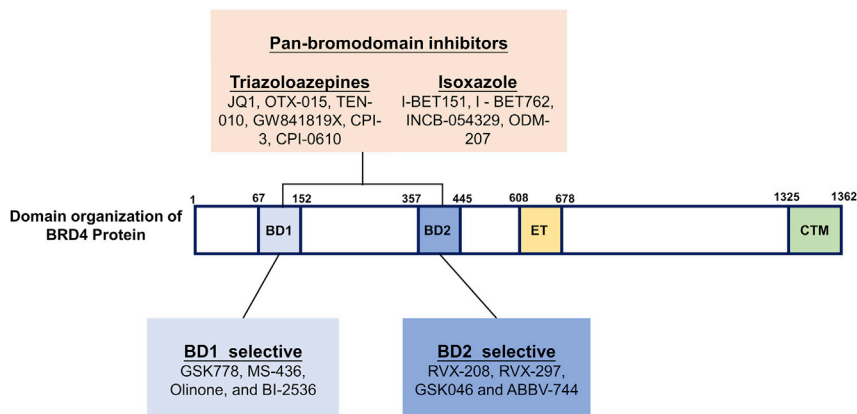 Pan-bromodomain inhibitors
Triazoloazepines
JQ1, OTX-015, TEN-
010, GW841819X, CPI-
3, CPI-0610
Isoxazole
I-BET151, I - BET762,
INCB-054329, ODM-
207
Domain organization of
BRD4 Protein
1 67 152 357 445 608 678 1325 1362
BD1 BD2 ET CTM
BD1 selective
GSK778, MS-436,
Olinone, and BI-2536
BD2 selective
RVX-208, RVX-297,
GSK046 and ABBV-744